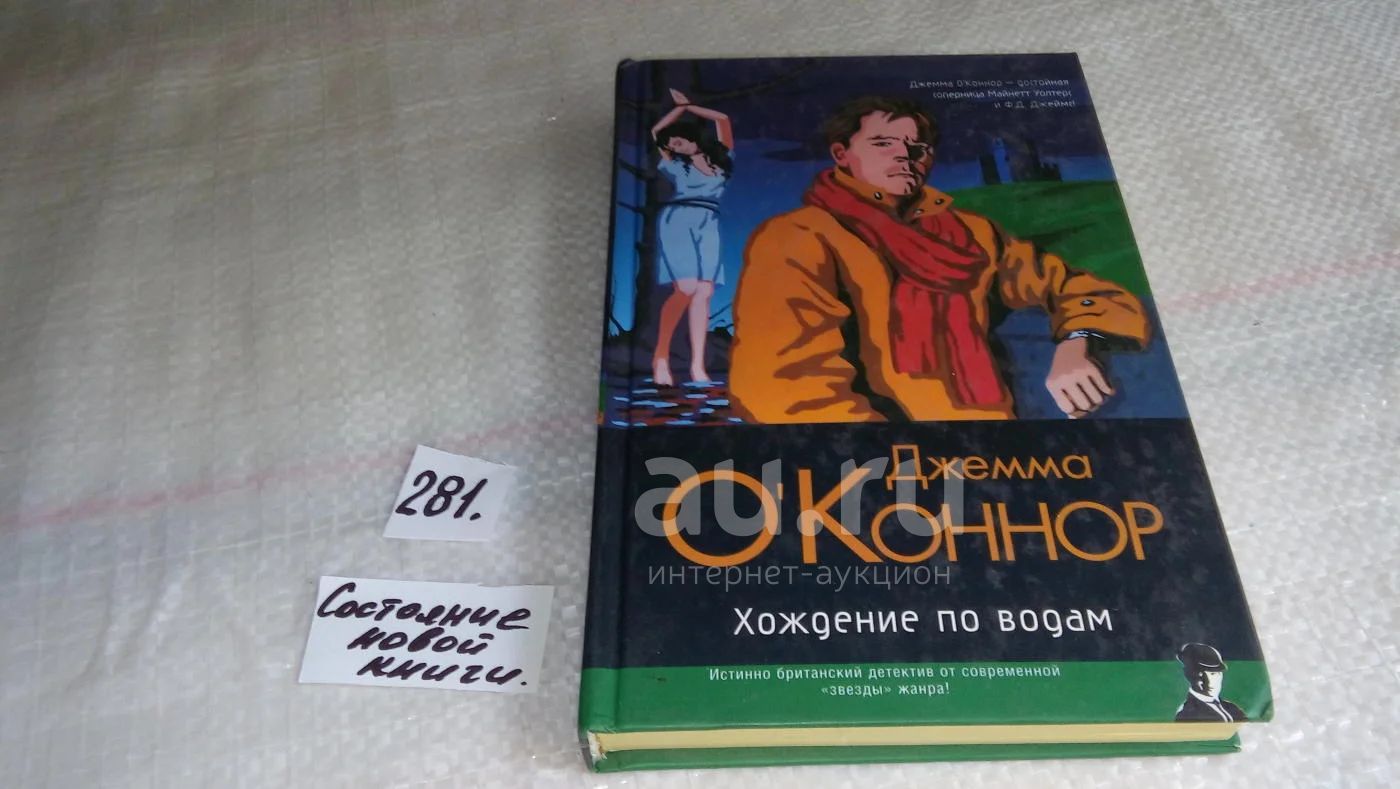 Джемма О'Коннор — достойная
соперница Майнетт Уолтерс
и Ф.Д. Джеймс!
Джемма
О'Коннор
Хождение по водам
Истинно британский детектив от современной
«звезды» жанра!
281.
Состояние
новой
книги.
au.ru
интернет-аукцион